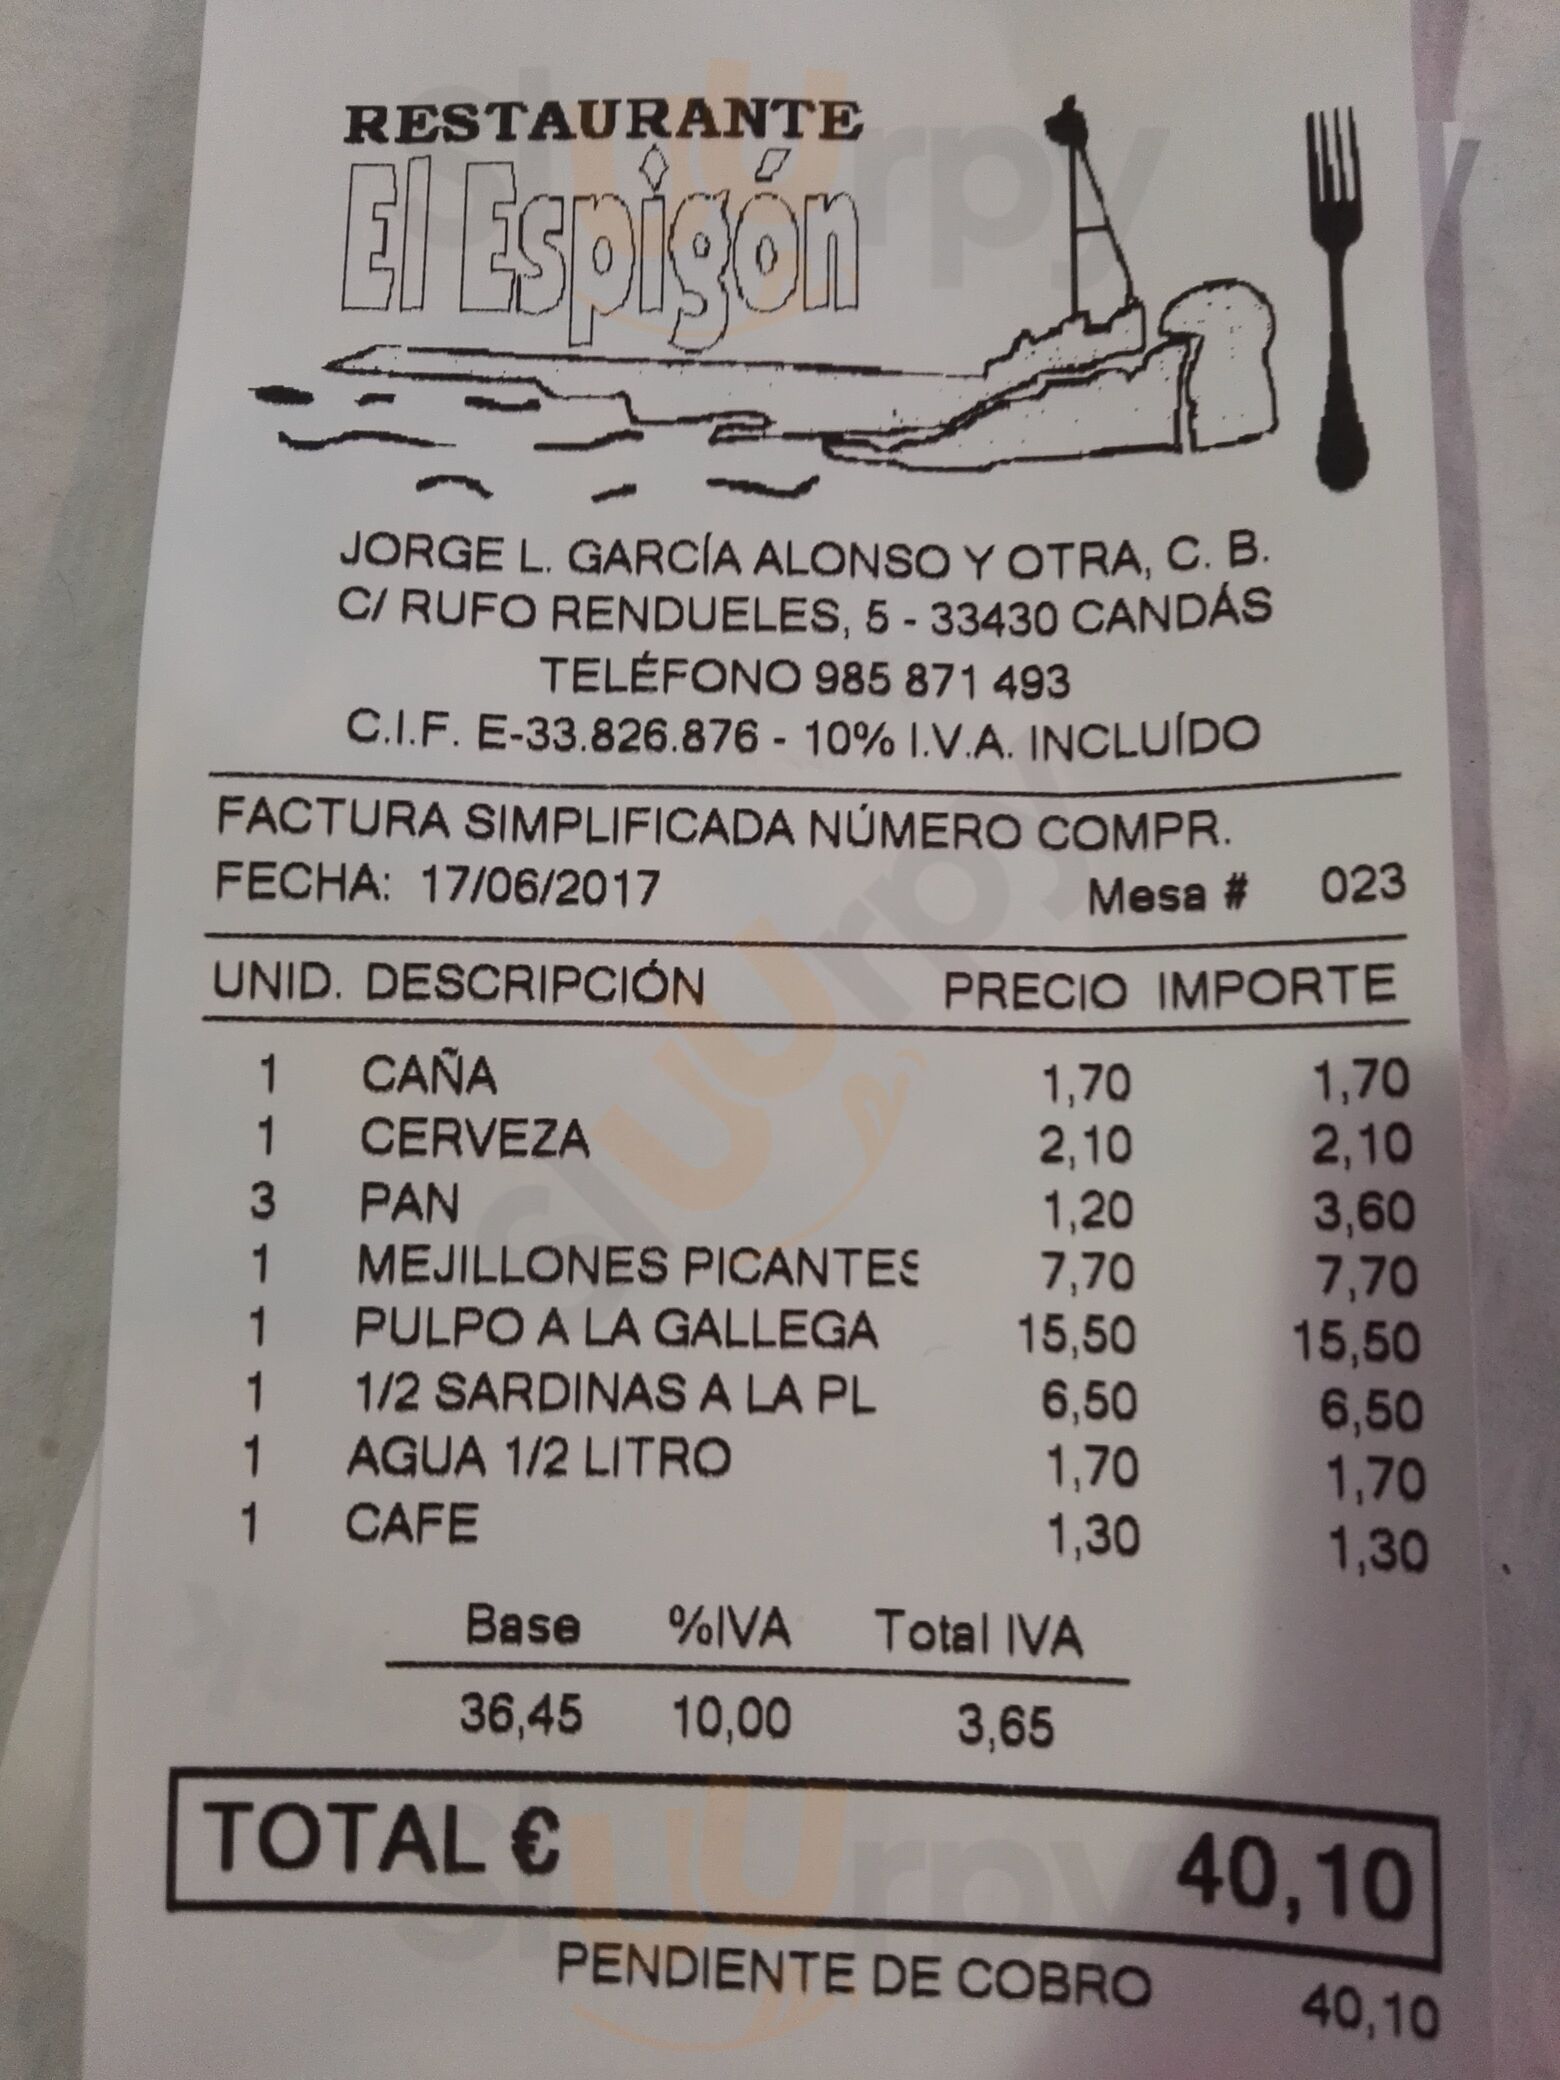 RESTAURANTE
El Espigón
JORGE L. GARCÍA ALONSO Y OTRA, C. B.
C/ RUFO RENDUELES, 5 - 33430 CANDÁS
TELÉFONO 985 871 493
C.I.F. E-33.826.876 - 10% I.V.A. INCLUÍDO
FACTURA SIMPLIFICADA NÚMERO COMPR.
FECHA: 17/06/2017 Mesa # 023
UNID. DESCRIPCIÓN PRECIO IMPORTE
1 CAÑA 1,70 1,70
1 CERVEZA 2,10 2,10
3 PAN 1,20 3,60
1 MEJILLONES PICANTES 7,70 7,70
1 PULPO A LA GALLEGA 15,50 15,50
1 1/2 SARDINAS A LA PL 6,50 6,50
1 AGUA 1/2 LITRO 1,70 1,70
1 CAFE 1,30 1,30
Base %IVA Total IVA
36,45 10,00 3,65
TOTAL € 40,10
PENDIENTE DE COBRO 40,10
sluurpy
sluurpy
sluurpy